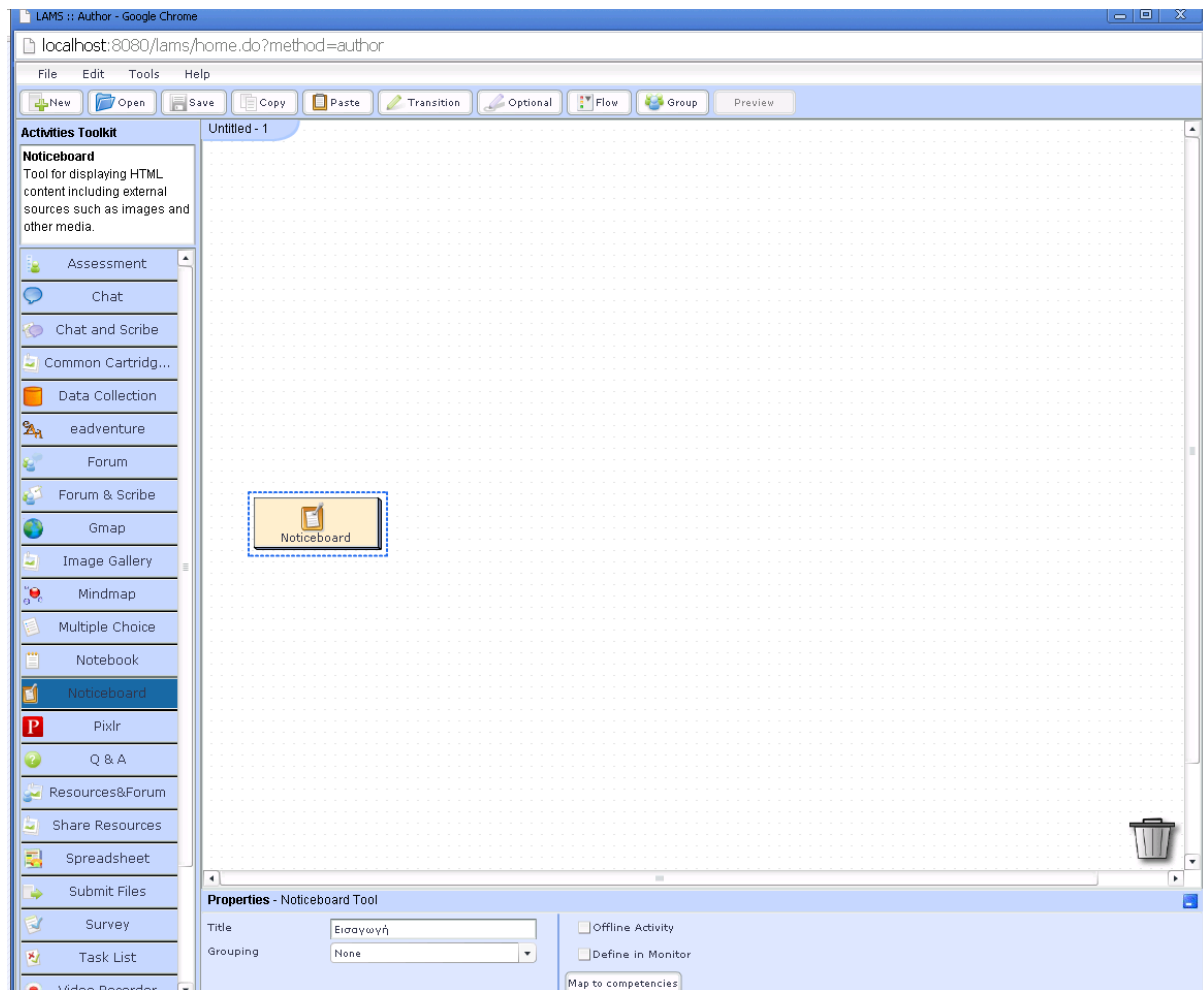 LAMS :: Author - Google Chrome
localhost:8080/lams/home.do?method=author
File Edit Tools Help
New Open Save Copy Paste Transition Optional Flow Group Preview
Activities Toolkit
Untitled - 1
Noticeboard
Tool for displaying HTML
content including external
sources such as images and
other media.
Assessment
Chat
Chat and Scribe
Common Cartridg...
Data Collection
eadventure
Forum
Forum & Scribe
Gmap
Image Gallery
Mindmap
Multiple Choice
Notebook
Noticeboard
Pixlr
Q & A
Resources&Forum
Share Resources
Spreadsheet
Submit Files
Survey
Task List
Video Recorder
Noticeboard
Properties - Noticeboard Tool
Title Εισαγωγή
Grouping None
Offline Activity
Define in Monitor
Map to competencies